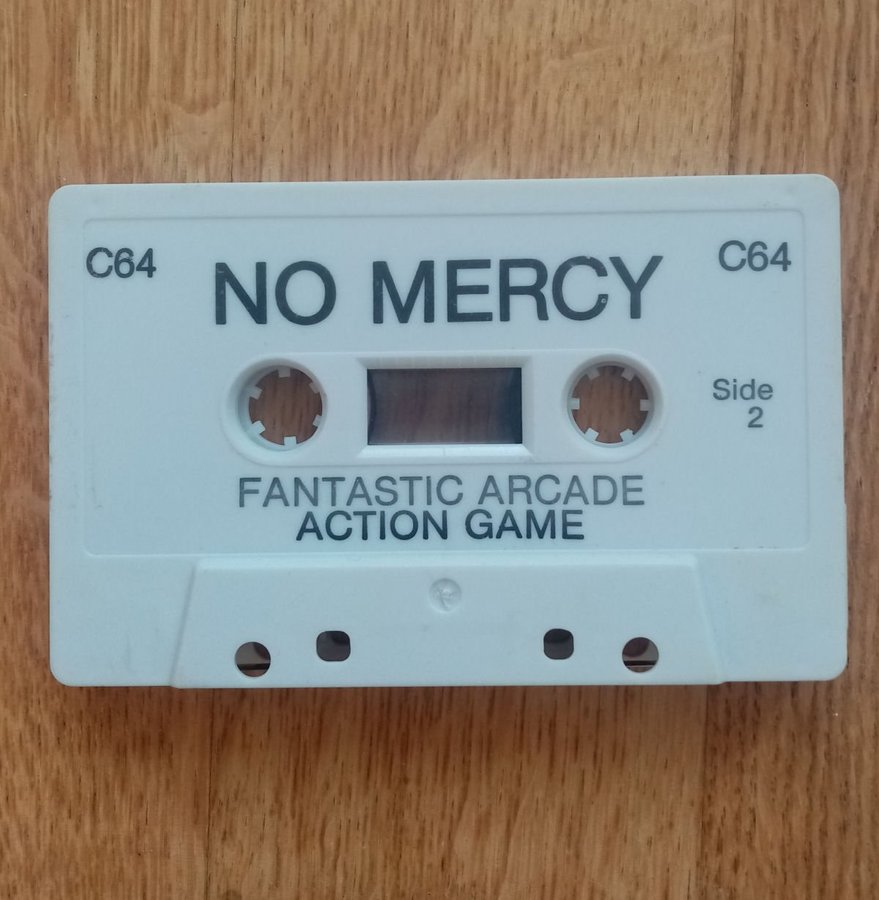 C64
NO MERCY
C64
Side
2
FANTASTIC ARCADE
ACTION GAME